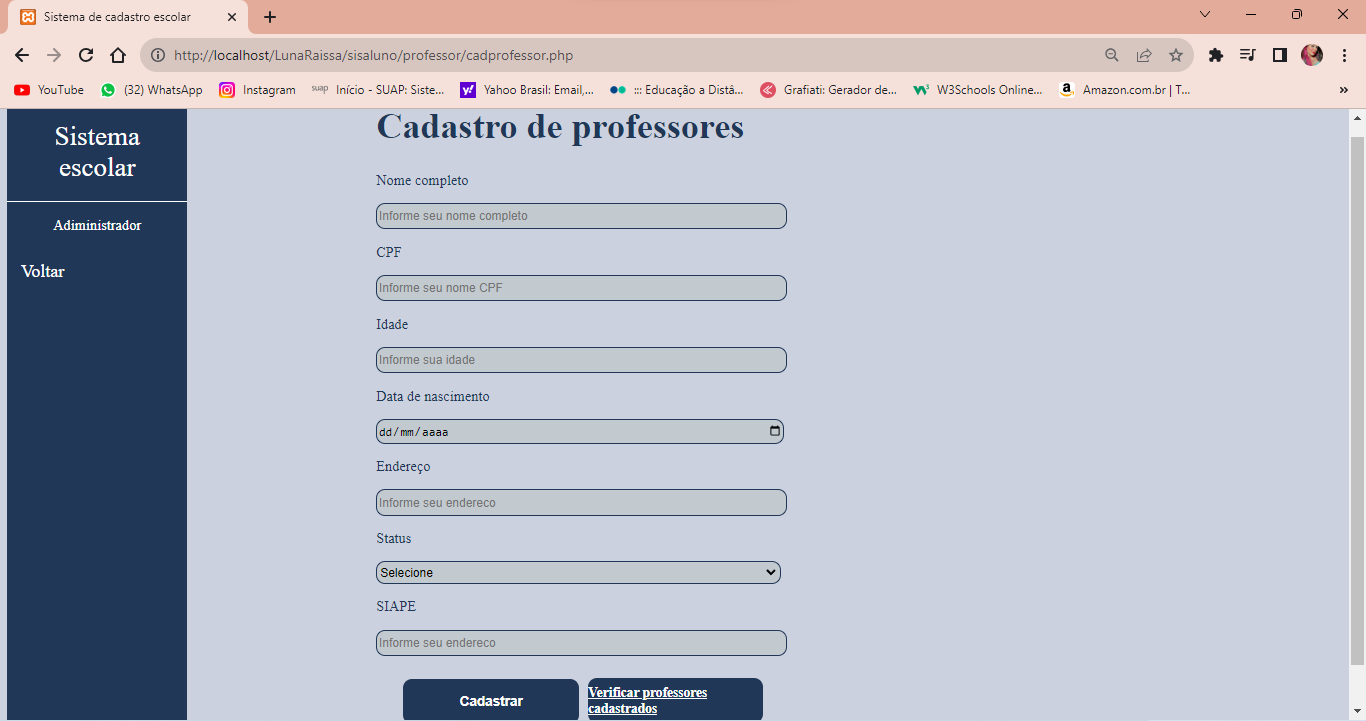 Sistema de cadastro escolar
http://localhost/LunaRaissa/sisaluno/professor/cadprofessor.php
YouTube (32) WhatsApp Instagram suap Início - SUAP: Siste... Yahoo Brasil: Email,... ::: Educação a Distâ... Grafiati: Gerador de... W3Schools Online... Amazon.com.br | T... »
Sistema
escolar
Adiministrador
Voltar
Cadastro de professores
Nome completo
Informe seu nome completo
CPF
Informe seu nome CPF
Idade
Informe sua idade
Data de nascimento
dd/mm/aaaa
Endereço
Informe seu endereco
Status
Selecione
SIAPE
Informe seu endereco
Cadastrar
Verificar professores
cadastrados